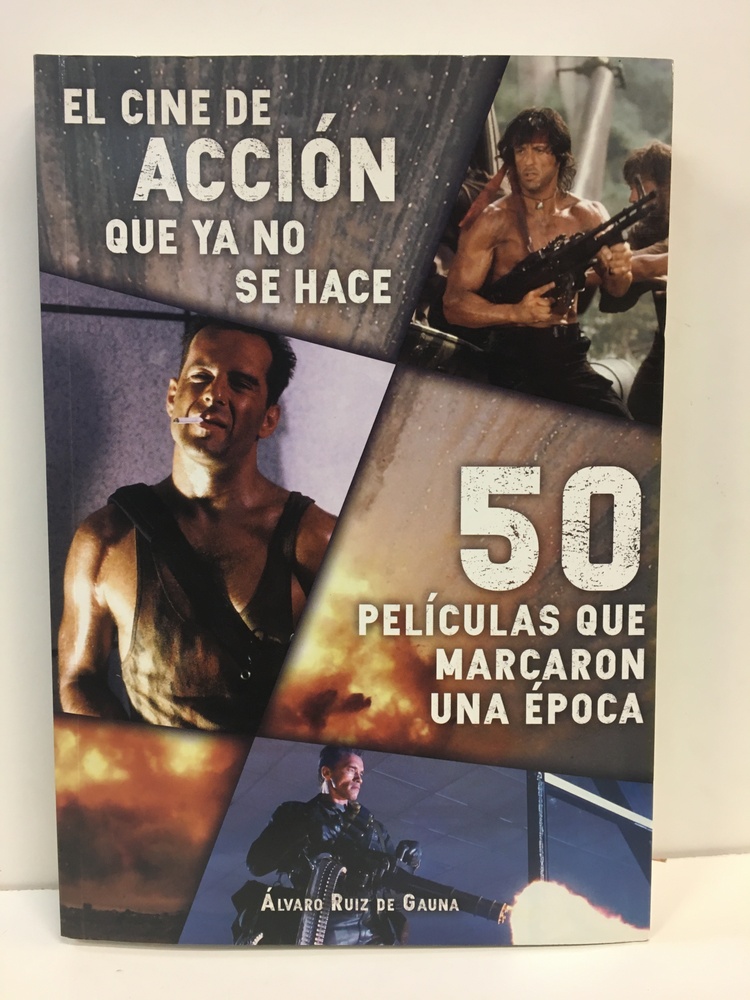 EL CINE DE
ACCIÓN
QUE YA NO
SE HACE
50
PELÍCULAS QUE
MARCARON
UNA ÉPOCA
ÁLVARO RUIZ DE GAUNA